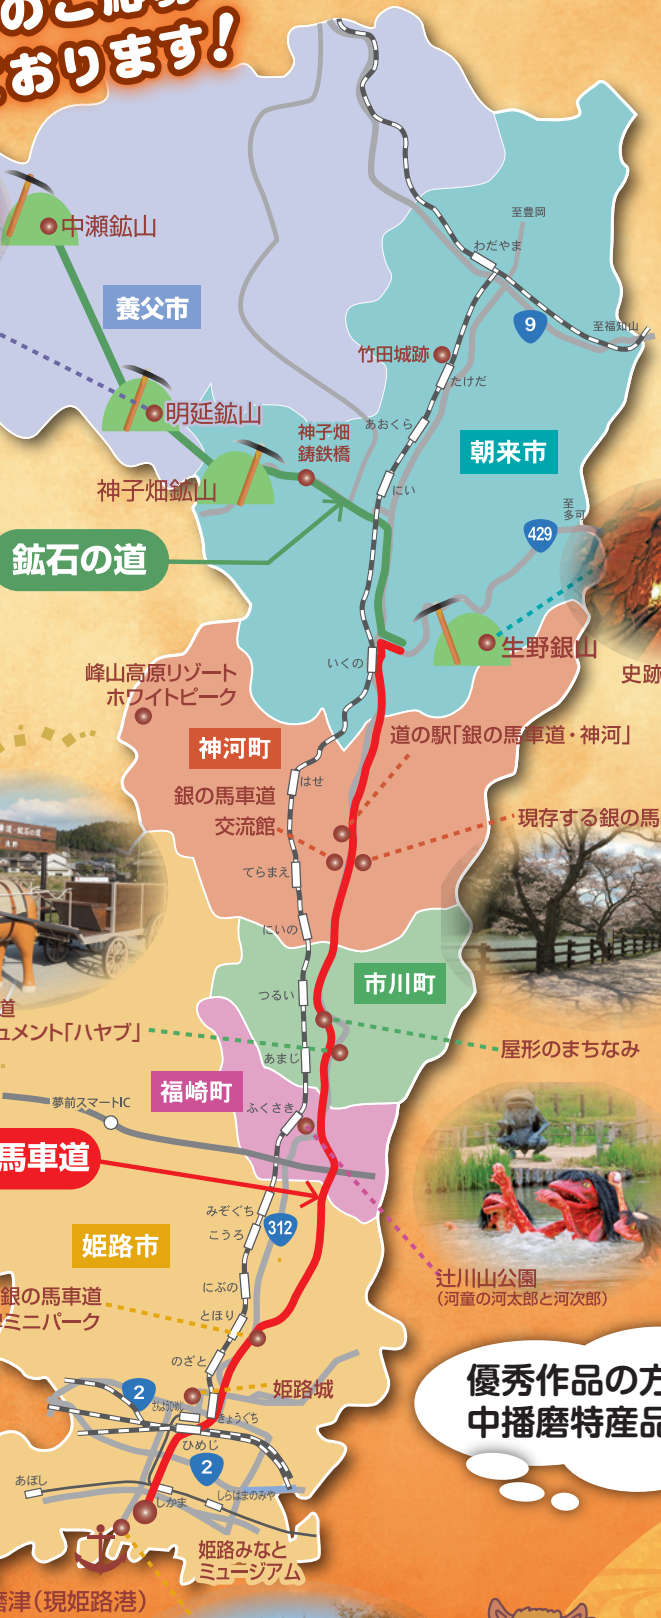 のご応募
おります!
中瀬鉱山
至豊岡
わだやま
養父市
9
至福知山
竹田城跡
たけだ
明延鉱山
あおくら
神子畑
鋳鉄橋
朝来市
神子畑鉱山
にい
至
多可
429
鉱石の道
生野銀山
いくの
史跡
峰山高原リゾート
ホワイトピーク
神河町
道の駅「銀の馬車道・神河」
はせ
銀の馬車道
交流館
現存する銀の馬
てらまえ
にいの
市川町
つるい
道
ュメント「ハヤブ」
屋形のまちなみ
あまじ
福崎町
夢前スマートIC
ふくさき
馬車道
みぞぐち
312
こうろ
姫路市
辻川山公園
(河童の河太郎と河次郎)
にぶの
銀の馬車道
ミニパーク
とほり
のざと
優秀作品の方
中播磨特産品
2
姫路城
きょうぐち
ひめじ
2
あぼし
しかま
しらはまのみや
姫路みなと
ミュージアム
磨津(現姫路港)